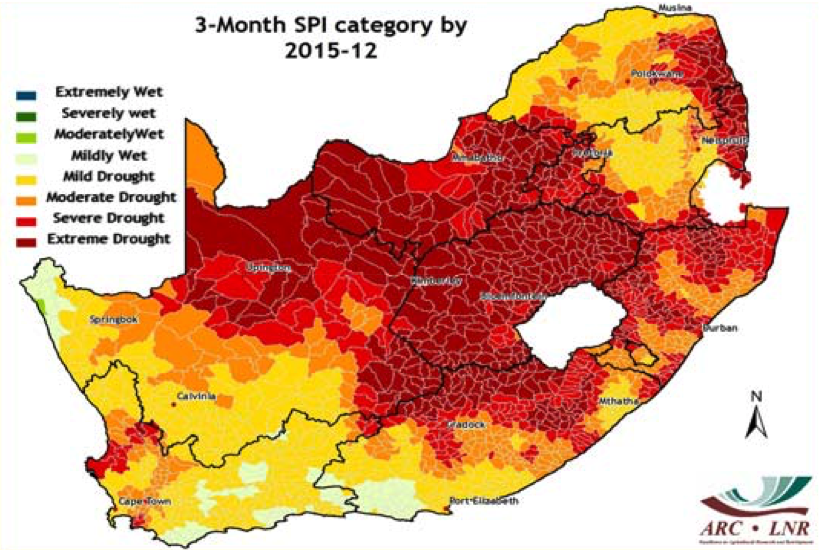 3-Month SPI category by
2015-12
Extremely Wet
Severely wet
ModeratelyWet
Mildly Wet
Mild Drought
Moderate Drought
Severe Drought
Extreme Drought
Musina
Polokwane
Nelspruit
Pretoria
Mmabatho
Upington
Kimberley
Bloemfontein
Springbok
Durban
Calvinia
Mthatha
Cradock
N
Cape Town
Port Elizabeth
ARC • LNR